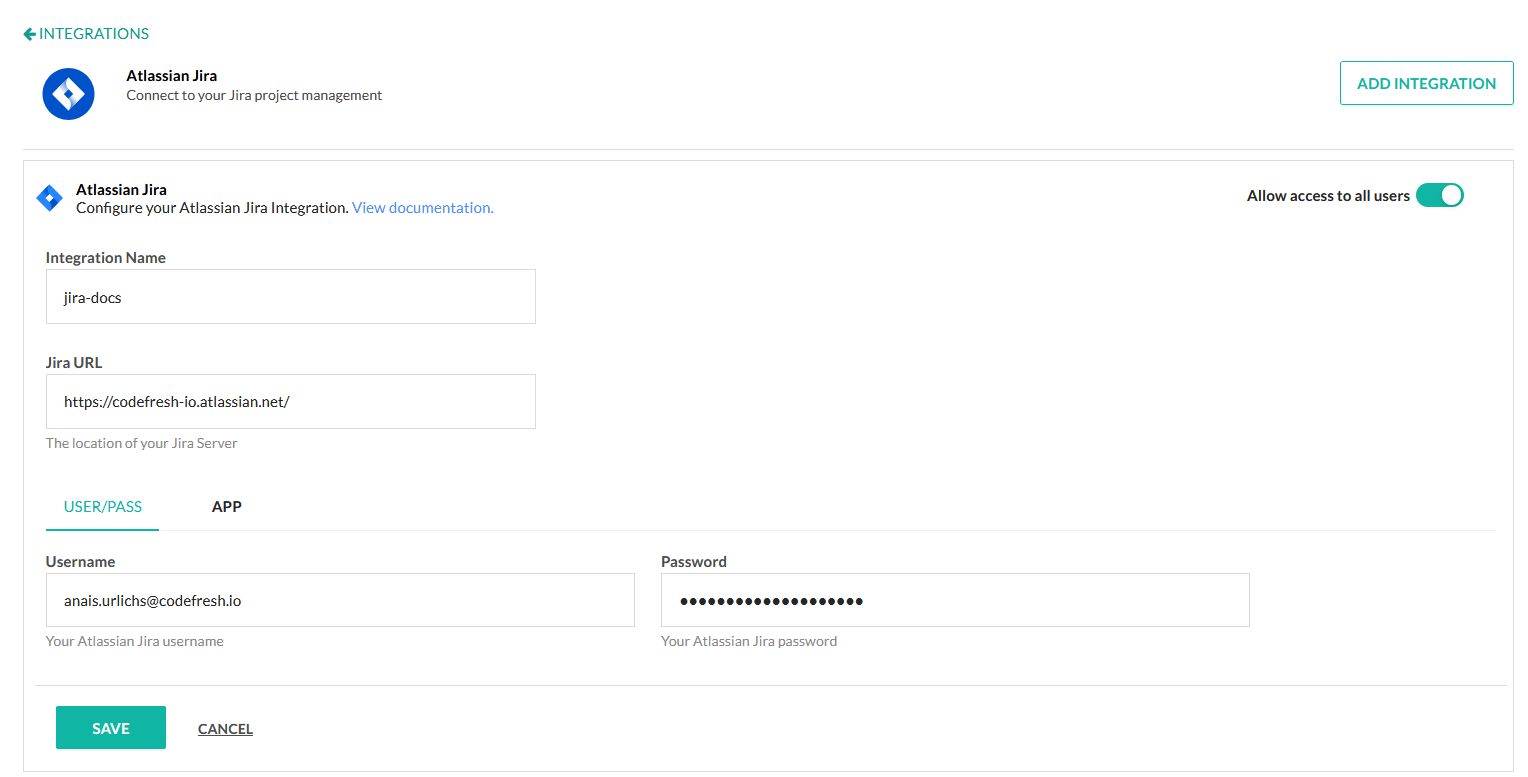 INTEGRATIONS
Atlassian Jira
Connect to your Jira project management
ADD INTEGRATION
Atlassian Jira
Configure your Atlassian Jira Integration. View documentation.
Allow access to all users
Integration Name
jira-docs
Jira URL
https://codefresh-io.atlassian.net/
The location of your Jira Server
USER/PASS APP
Username Password
anais.urlichs@codefresh.io ••••••••••••••••••••
Your Atlassian Jira username Your Atlassian Jira password
SAVE CANCEL